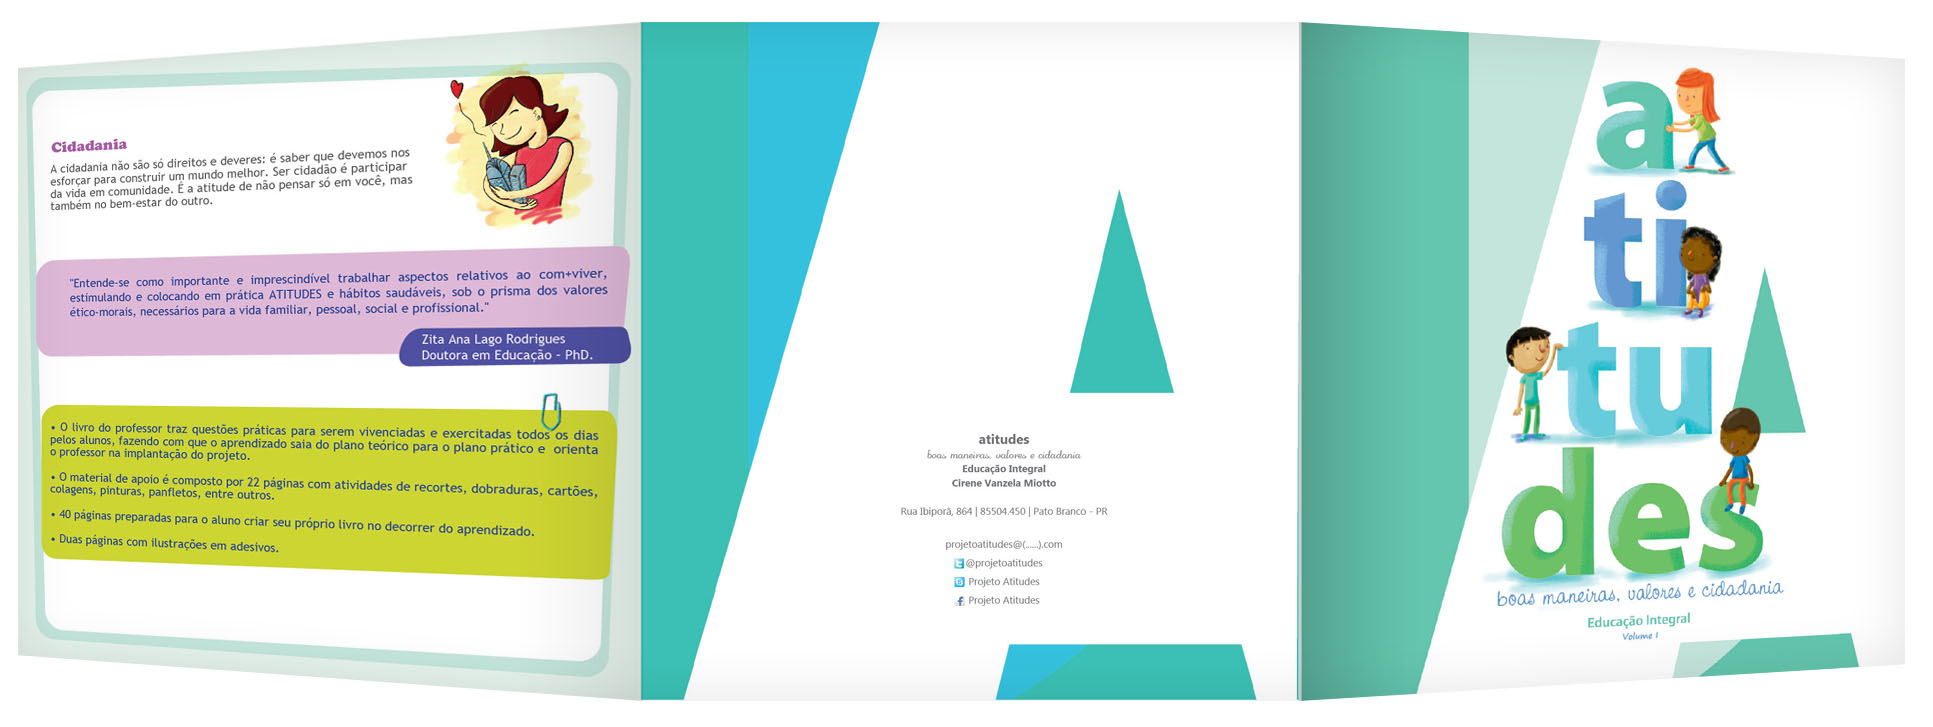 Cidadania
A cidadania não são só direitos e deveres: é saber que devemos nos
esforçar para construir um mundo melhor. Ser cidadão é participar
da vida em comunidade. É a atitude de não pensar só em você, mas
também no bem-estar do outro.
"Entende-se como importante e imprescindível trabalhar aspectos relativos ao com+viver,
estimulando e colocando em prática ATITUDES e hábitos saudáveis, sob o prisma dos valores
ético-morais, necessários para a vida familiar, pessoal, social e profissional."
Zita Ana Lago Rodrigues
Doutora em Educação - PhD.
• O livro do professor traz questões práticas para serem vivenciadas e exercitadas todos os dias
pelos alunos, fazendo com que o aprendizado saia do plano teórico para o plano prático e orienta
o professor na implantação do projeto.
• O material de apoio é composto por 22 páginas com atividades de recortes, dobraduras, cartões,
colagens, pinturas, panfletos, entre outros.
• 40 páginas preparadas para o aluno criar seu próprio livro no decorrer do aprendizado.
• Duas páginas com ilustrações em adesivos.
atitudes
boas maneiras, valores e cidadania
Educação Integral
Cirene Vanzela Miotto
Rua Ibiporã, 864 | 85504.450 | Pato Branco - PR
projetoatitudes@(.....).com
@projetoatitudes
Projeto Atitudes
Projeto Atitudes
a
ti
tu
des
boas maneiras, valores e cidadania
Educação Integral
Volume 1